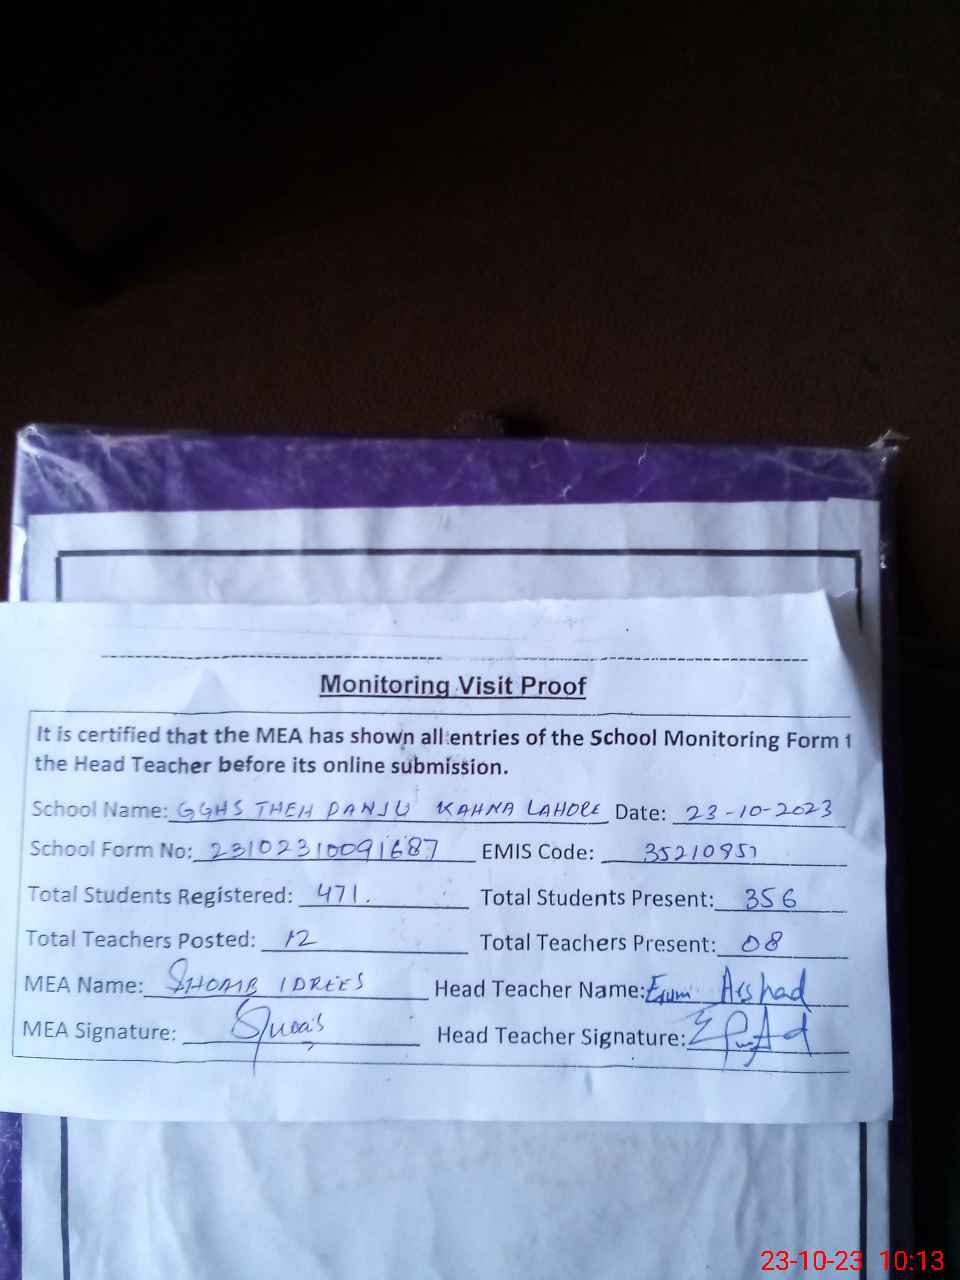 Monitoring Visit Proof
It is certified that the MEA has shown all entries of the School Monitoring Form t
the Head Teacher before its online submission.
School Name: GGHS THEH PANJU KAHNA LAHORE Date: 23-10-2023
School Form No: 23102310091687 EMIS Code: 35210951
Total Students Registered: 471. Total Students Present: 356
Total Teachers Posted: 12 Total Teachers Present: 08
MEA Name: IDREES Head Teacher Name: Arshad
MEA Signature: Head Teacher Signature:
23-10-23 10:13